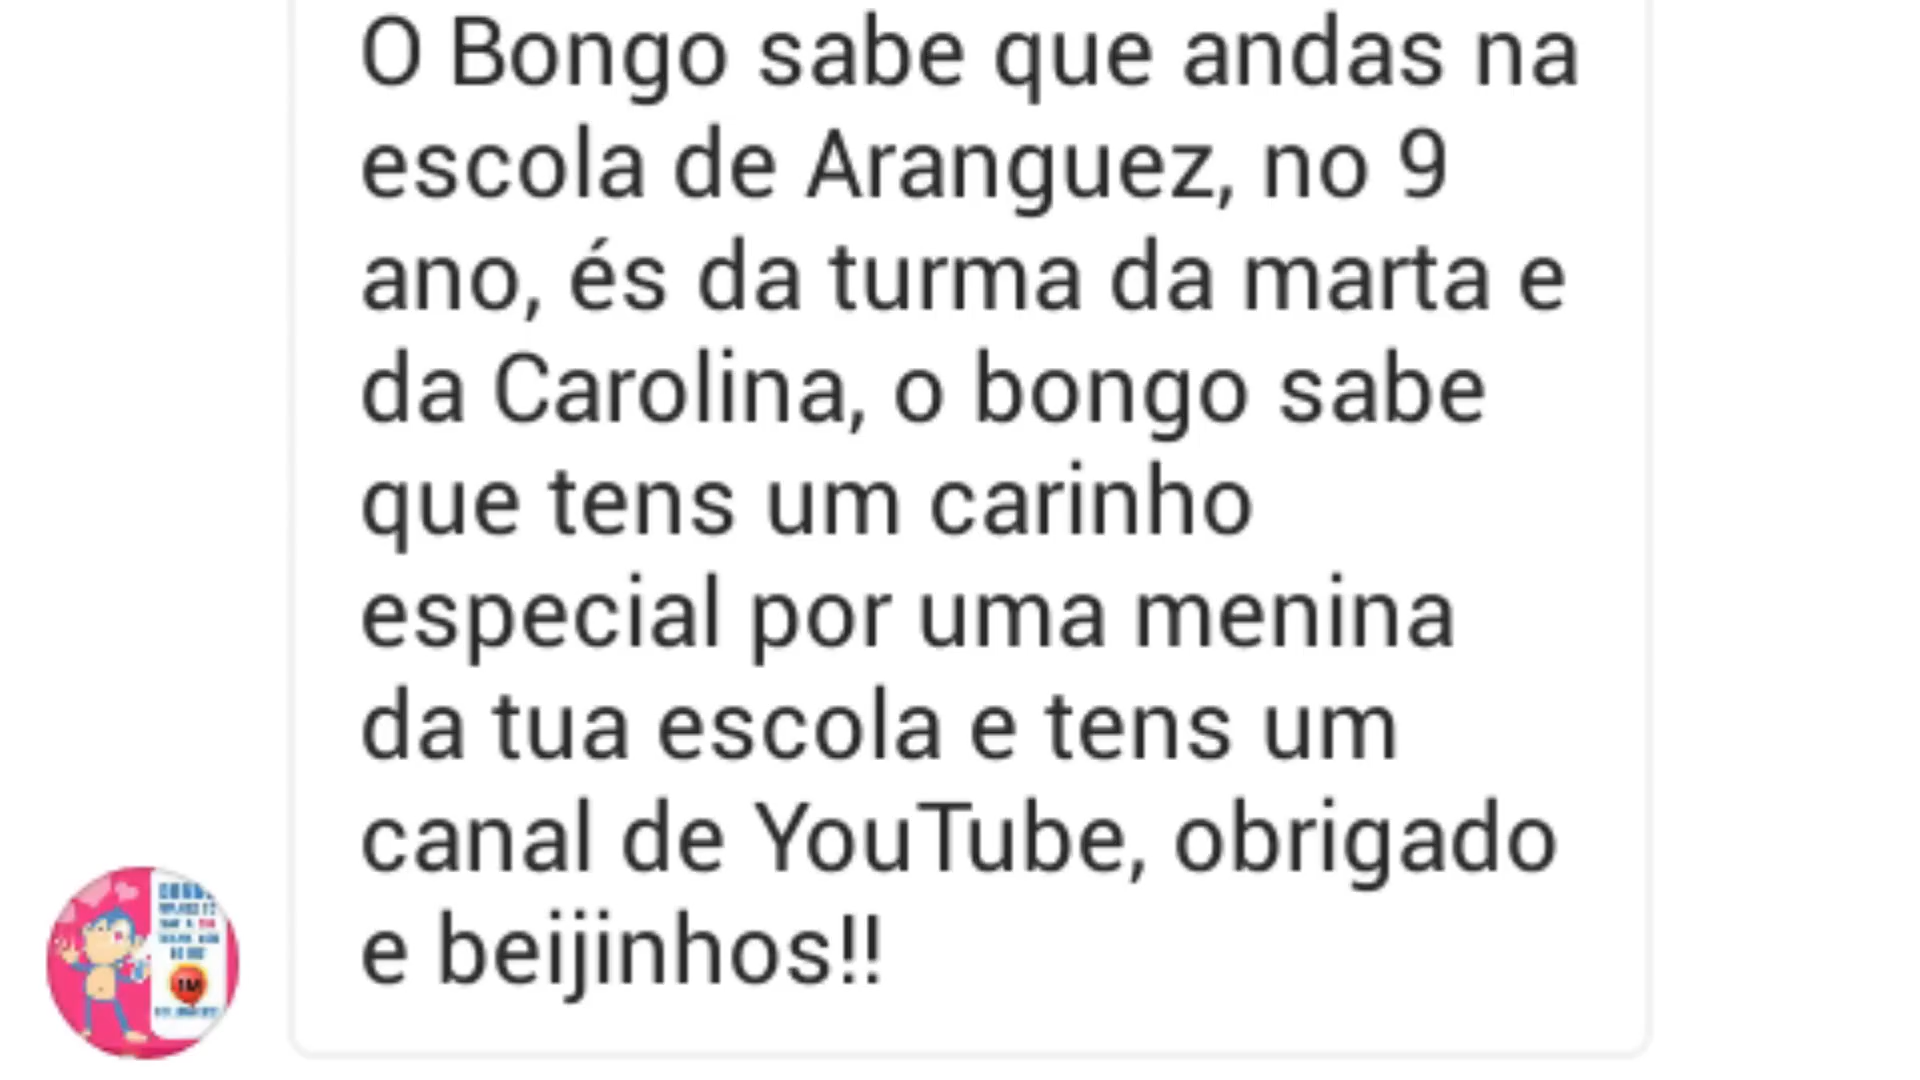 O Bongo sabe que andas na
escola de Aranguez, no 9
ano, és da turma da marta e
da Carolina, o bongo sabe
que tens um carinho
especial por uma menina
da tua escola e tens um
canal de YouTube, obrigado
e beijinhos!!
1M